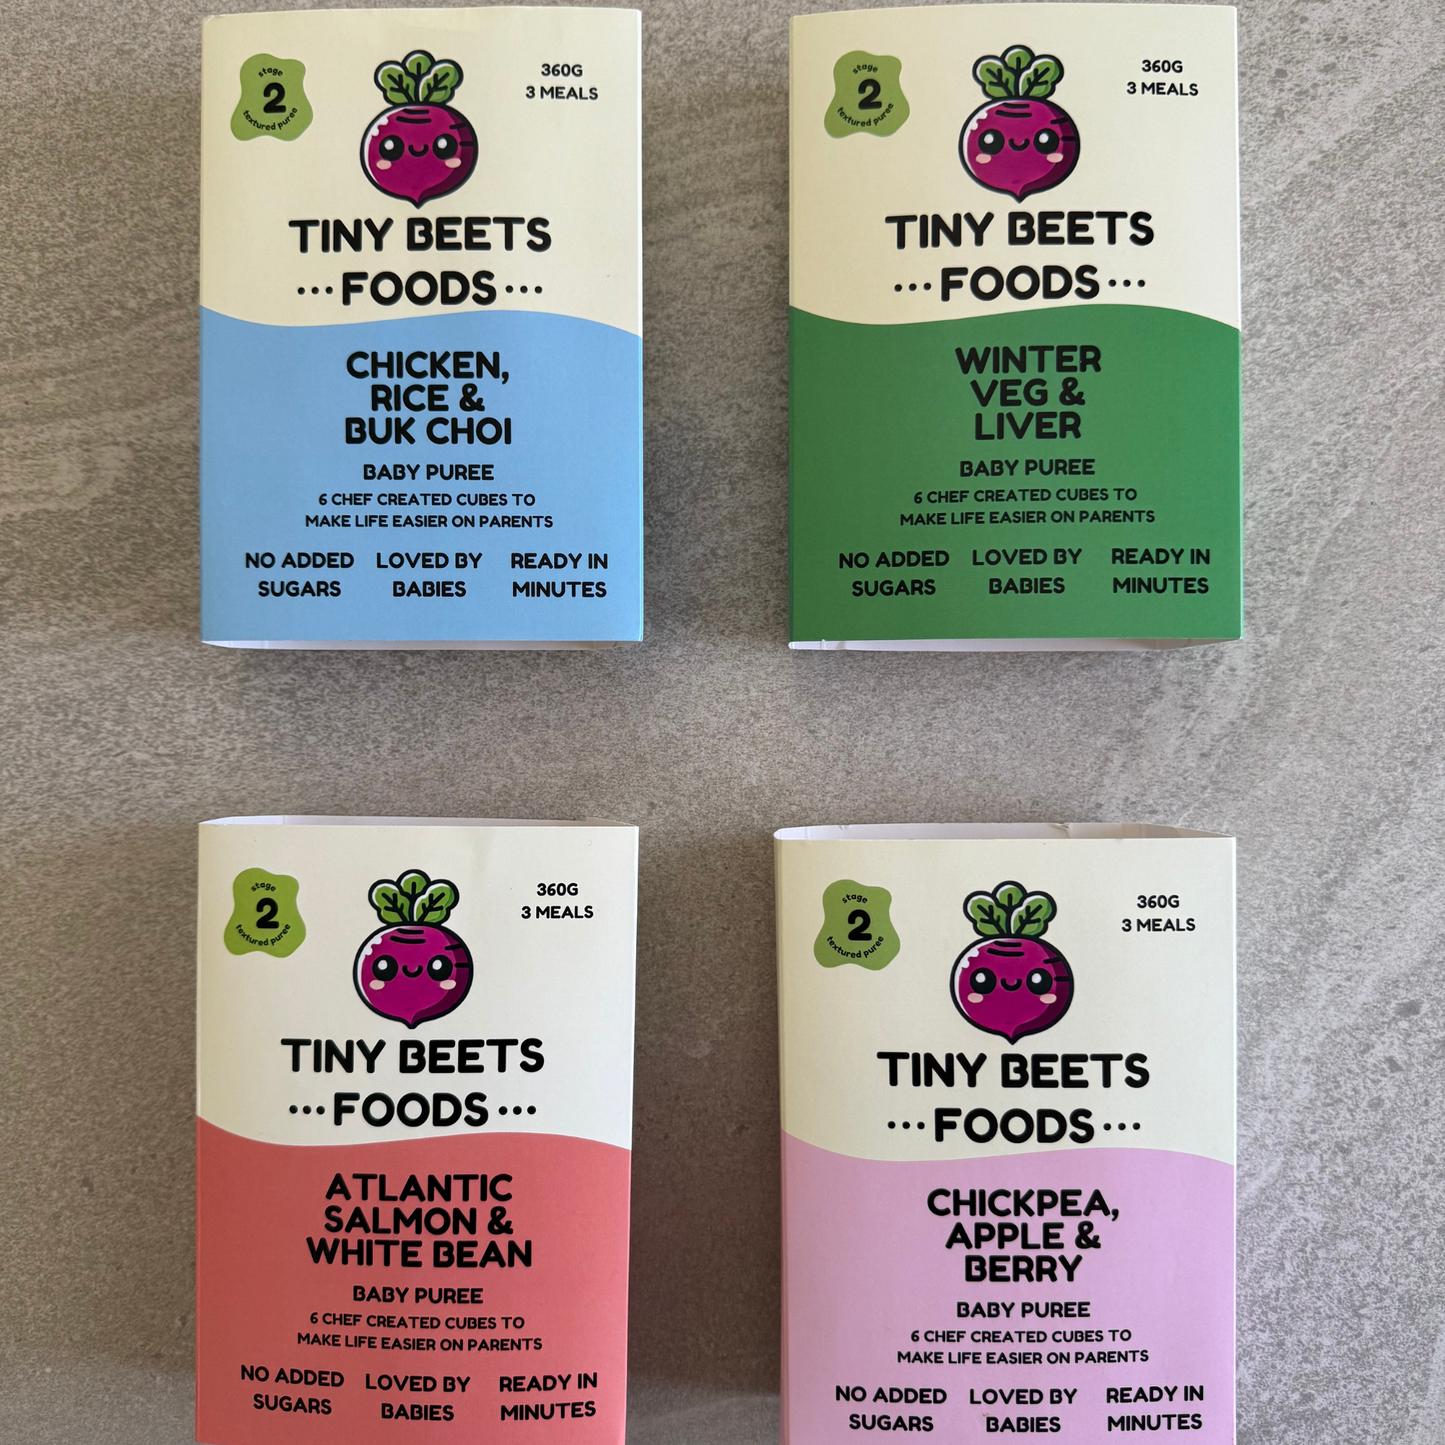 stage
2
textured puree
360G
3 MEALS
TINY BEETS
FOODS
CHICKEN,
RICE &
BUK CHOI
BABY PUREE
6 CHEF CREATED CUBES TO
MAKE LIFE EASIER ON PARENTS
NO ADDED
SUGARS
LOVED BY
BABIES
READY IN
MINUTES
stage
2
textured puree
360G
3 MEALS
TINY BEETS
FOODS
WINTER
VEG &
LIVER
BABY PUREE
6 CHEF CREATED CUBES TO
MAKE LIFE EASIER ON PARENTS
NO ADDED
SUGARS
LOVED BY
BABIES
READY IN
MINUTES
stage
2
textured puree
360G
3 MEALS
TINY BEETS
FOODS
ATLANTIC
SALMON &
WHITE BEAN
BABY PUREE
6 CHEF CREATED CUBES TO
MAKE LIFE EASIER ON PARENTS
NO ADDED
SUGARS
LOVED BY
BABIES
READY IN
MINUTES
stage
2
textured puree
360G
3 MEALS
TINY BEETS
FOODS
CHICKPEA,
APPLE &
BERRY
BABY PUREE
6 CHEF CREATED CUBES TO
MAKE LIFE EASIER ON PARENTS
NO ADDED
SUGARS
LOVED BY
BABIES
READY IN
MINUTES